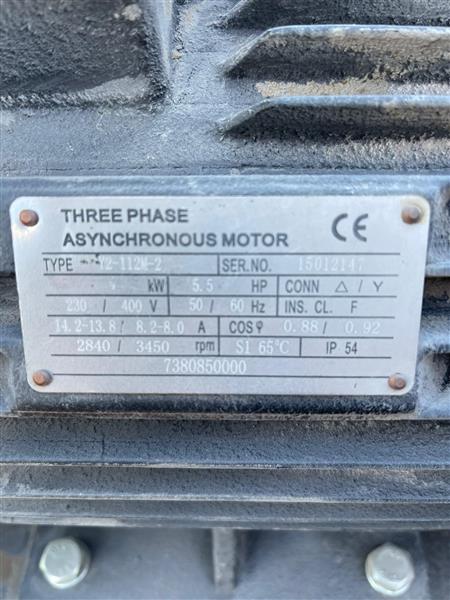 THREE PHASE
ASYNCHRONOUS MOTOR CE
TYPE Y2-112M-2 SER.NO. 15012147
kW 5.5 HP CONN △ / Y
230 / 400 V 50 / 60 Hz INS. CL. F
14.2-13.8 / 8.2-8.0 A COSφ 0.88 / 0.92
2840 / 3450 rpm S1 65℃ IP 54
7380850000